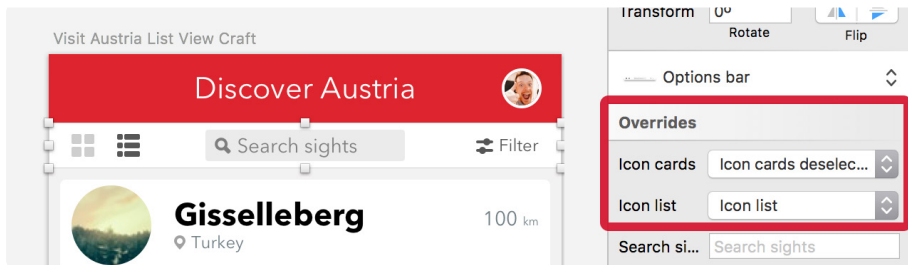 Transform 0º
Rotate Flip
Visit Austria List View Craft
Options bar
Discover Austria
Overrides
Search sights Filter
Icon cards Icon cards deselec...
Icon list Icon list
Gisselleberg 100 km
Turkey
Search si... Search sights